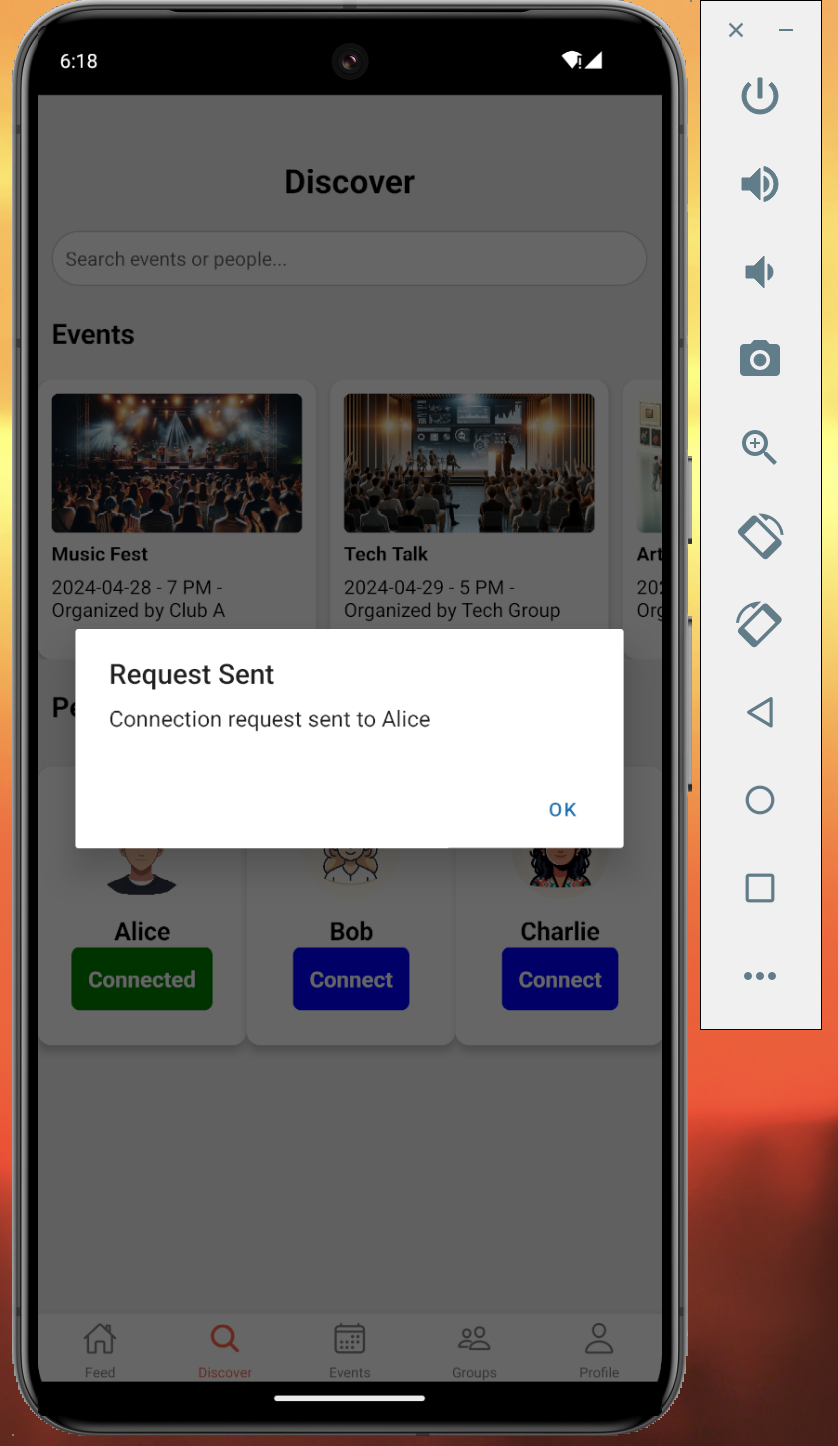 6:18
Discover
Search events or people...
Events
Music Fest
2024-04-28 - 7 PM -
Organized by Club A
Tech Talk
2024-04-29 - 5 PM -
Organized by Tech Group
Art
202
Org
Pe
Request Sent
Connection request sent to Alice
OK
Alice
Connected
Bob
Connect
Charlie
Connect
Feed
Discover
Events
Groups
Profile